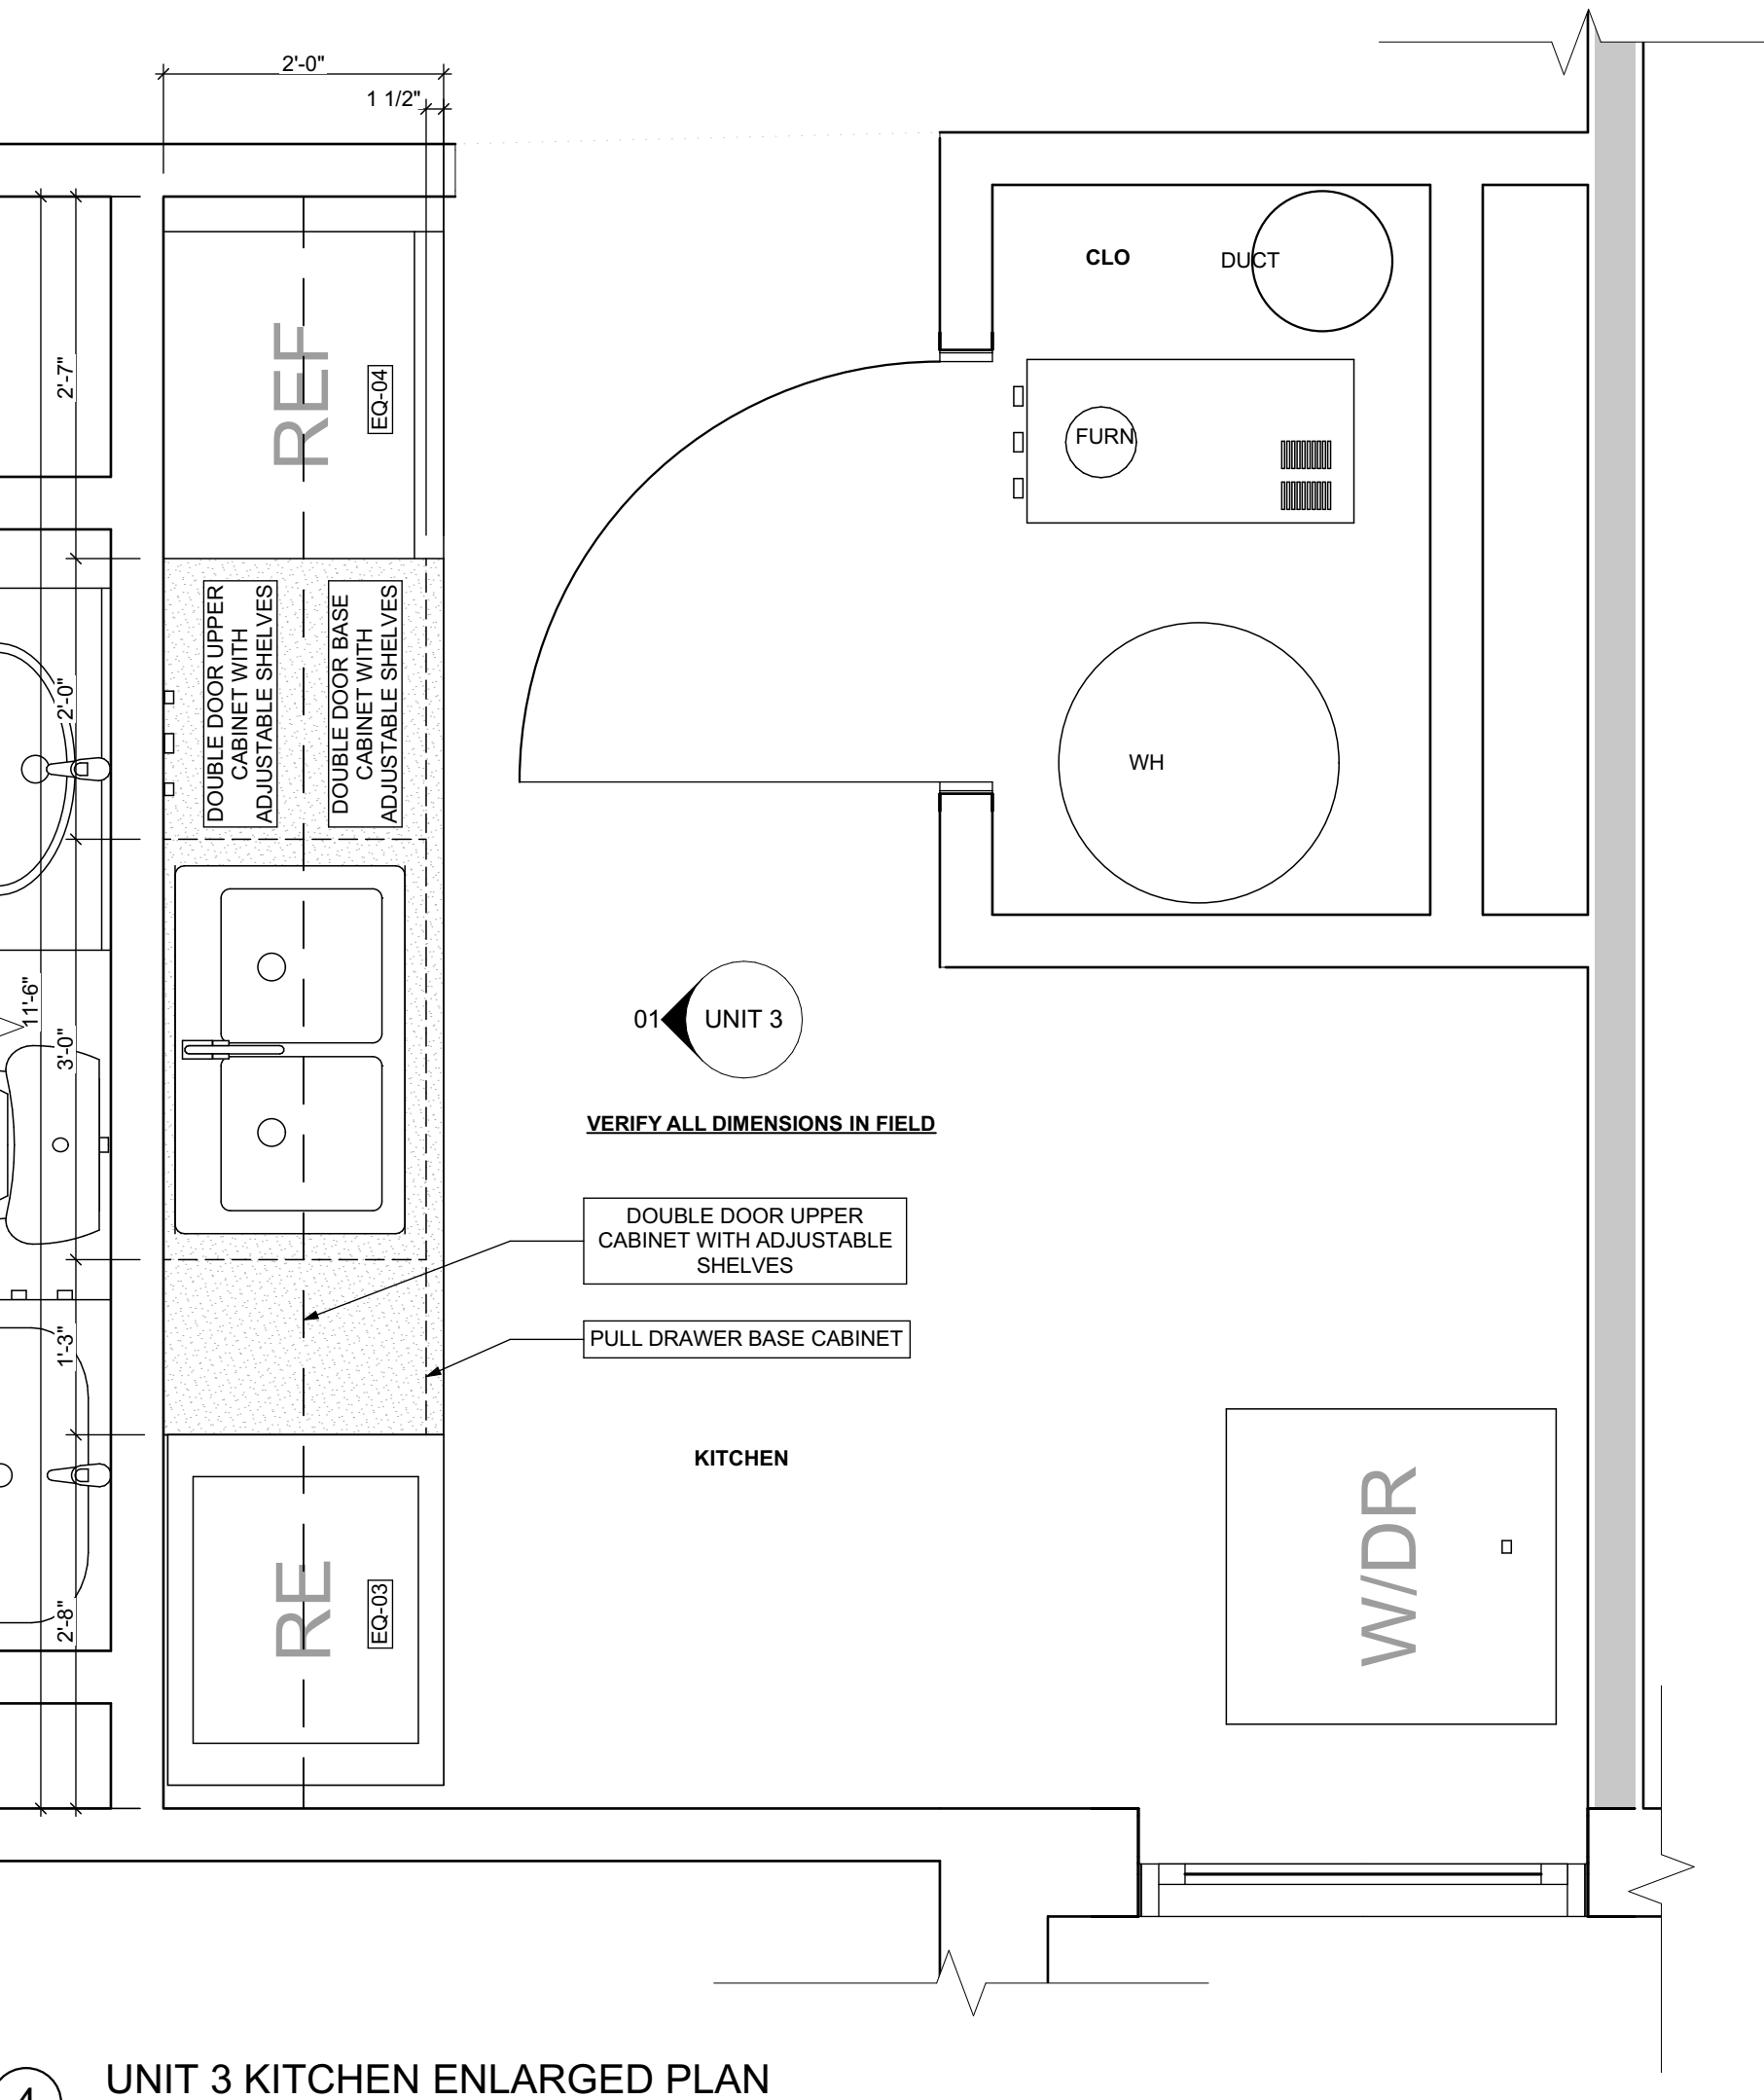 2'-0"
1 1/2"
CLO
DUCT
2'-7"
REF
EQ-04
FURN
DOUBLE DOOR UPPER
CABINET WITH
ADJUSTABLE SHELVES
DOUBLE DOOR BASE
CABINET WITH
ADJUSTABLE SHELVES
2'-0"
WH
11'-6"
3'-0"
01
UNIT 3
VERIFY ALL DIMENSIONS IN FIELD
DOUBLE DOOR UPPER
CABINET WITH ADJUSTABLE
SHELVES
1'-3"
PULL DRAWER BASE CABINET
KITCHEN
2'-8"
RE
EQ-03
W/DR
4
UNIT 3 KITCHEN ENLARGED PLAN